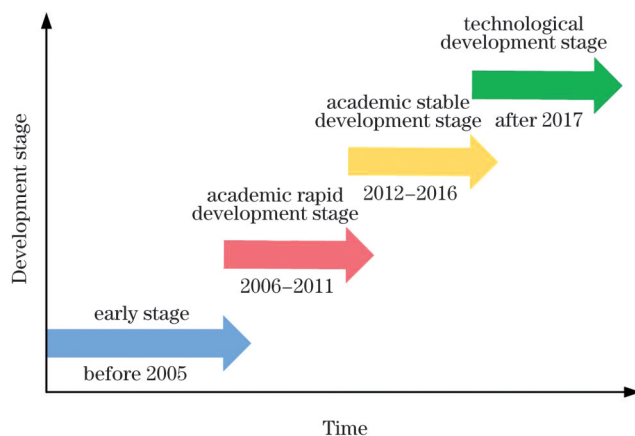 technological
development stage
after 2017
academic stable
development stage
2012–2016
academic rapid
development stage
2006–2011
early stage
before 2005
Development stage
Time